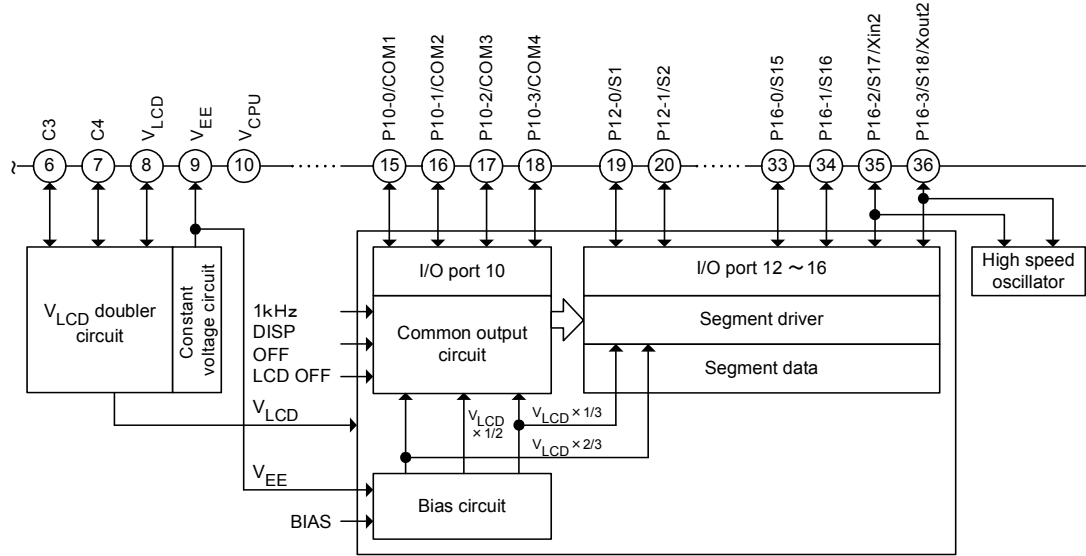 C3
C4
VLCD
VEE
VCPU
P10-0/COM1
P10-1/COM2
P10-2/COM3
P10-3/COM4
P12-0/S1
P12-1/S2
P16-0/S15
P16-1/S16
P16-2/S17/Xin2
P16-3/S18/Xout2
~ 6 7 8 9 10 ······ 15 16 17 18 19 20 ······ 33 34 35 36
VLCD doubler
circuit
Constant
voltage circuit
I/O port 10
Common output
circuit
I/O port 12 ～ 16
Segment driver
Segment data
High speed
oscillator
1kHz
DISP
OFF
LCD OFF
VLCD
VLCD
× 1/2
VLCD × 1/3
VLCD × 2/3
VEE
Bias circuit
BIAS